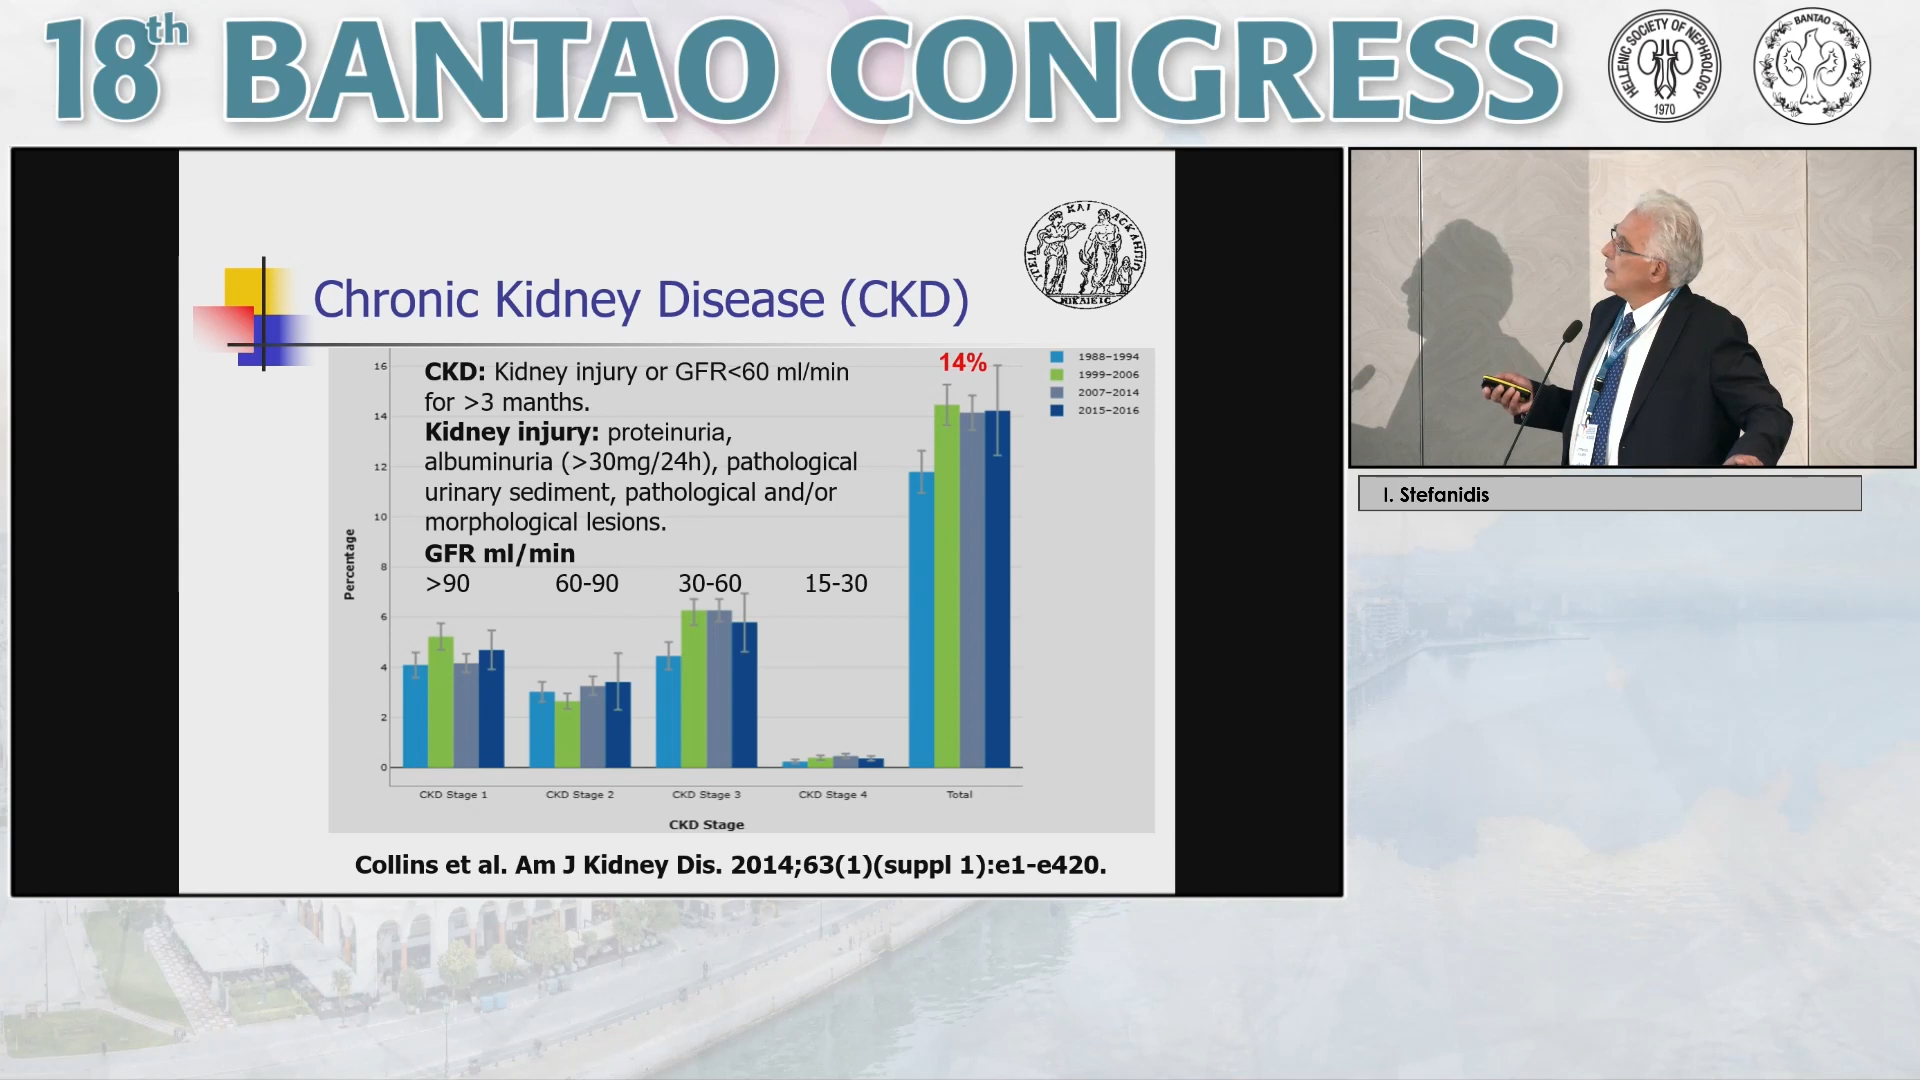 18th BANTAO CONGRESS
HELLENIC SOCIETY OF NEPHROLOGY
1970
BANTAO
ΚΑΙ ΑϹΚΛΗΠΙΟ
ΥΓΕΙΑ
ΝΙΚΑΙΕΙϹ
Chronic Kidney Disease (CKD)
CKD: Kidney injury or GFR<60 ml/min
for >3 manths.
Kidney injury: proteinuria,
albuminuria (>30mg/24h), pathological
urinary sediment, pathological and/or
morphological lesions.
GFR ml/min
>90 60-90 30-60 15-30
14%
1988-1994
1999-2006
2007-2014
2015-2016
Percentage
16
14
12
10
8
6
4
2
0
CKD Stage 1 CKD Stage 2 CKD Stage 3 CKD Stage 4 Total
CKD Stage
Collins et al. Am J Kidney Dis. 2014;63(1)(suppl 1):e1-e420.
I. Stefanidis